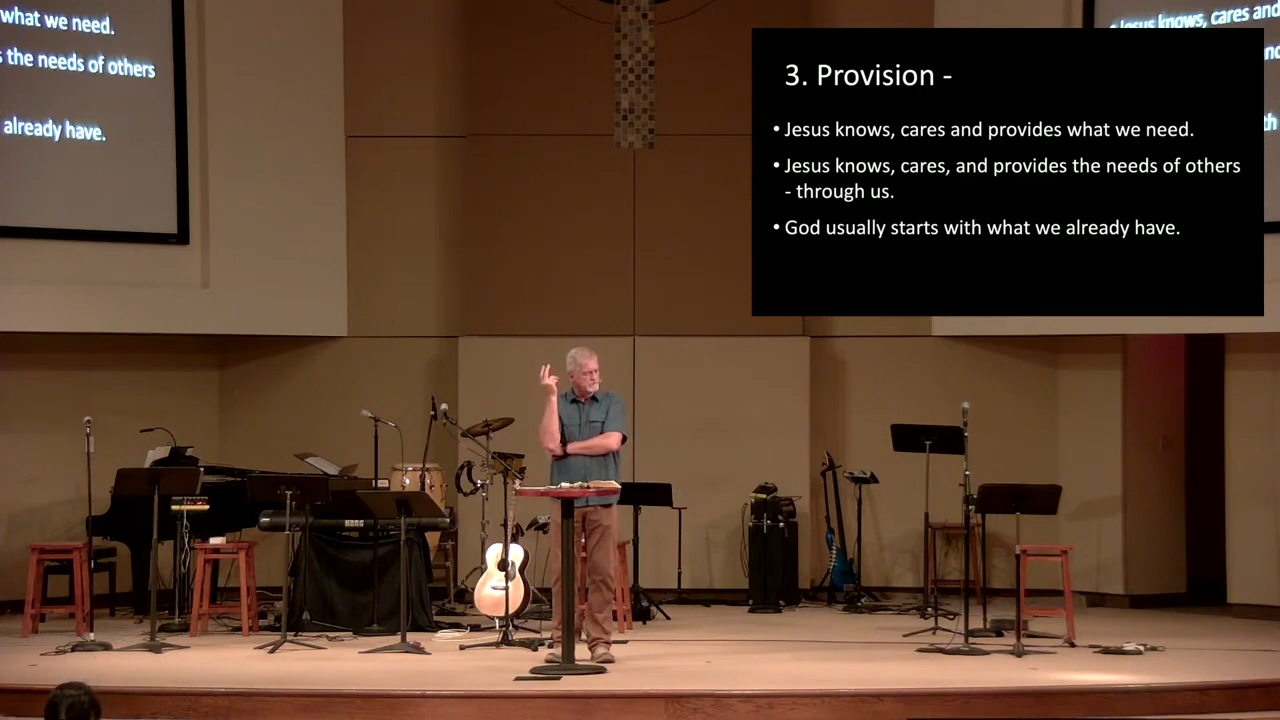 what we need.
the needs of others
already have.
Jesus knows, cares and
3. Provision -
• Jesus knows, cares and provides what we need.
• Jesus knows, cares, and provides the needs of others
- through us.
• God usually starts with what we already have.
KORG